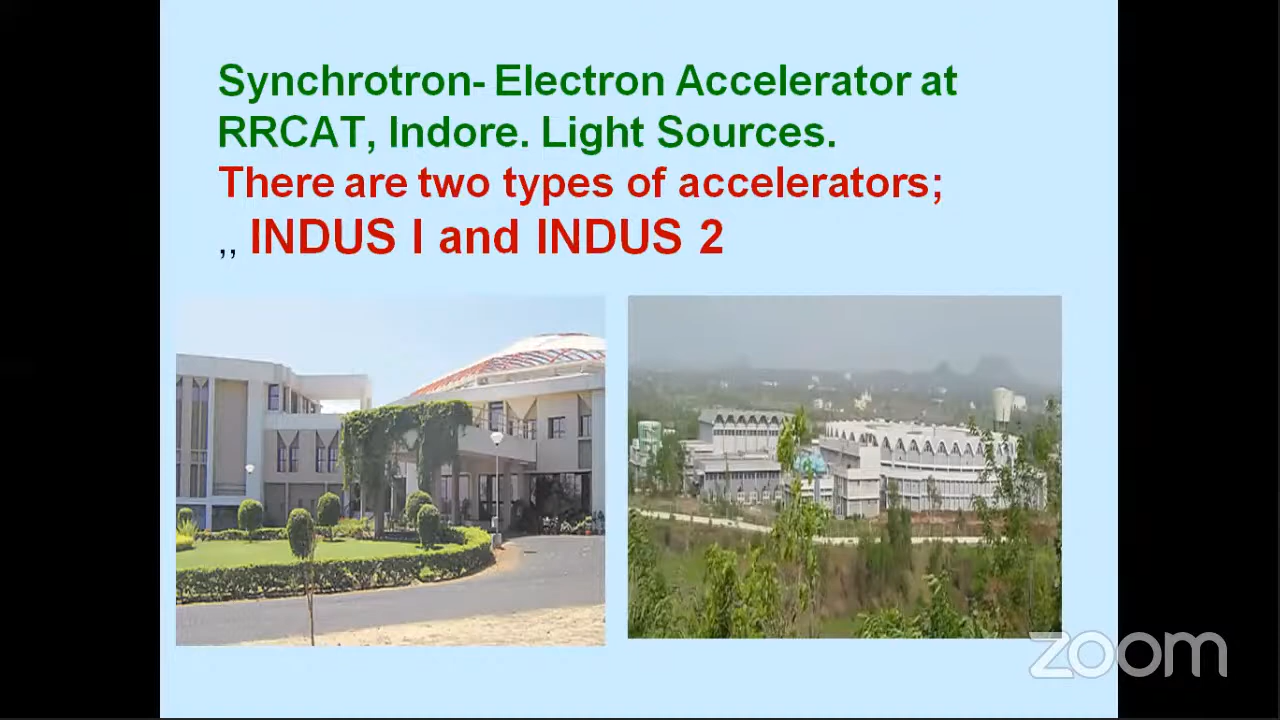 Synchrotron- Electron Accelerator at
RRCAT, Indore. Light Sources.
There are two types of accelerators;
,, INDUS I and INDUS 2
zoom